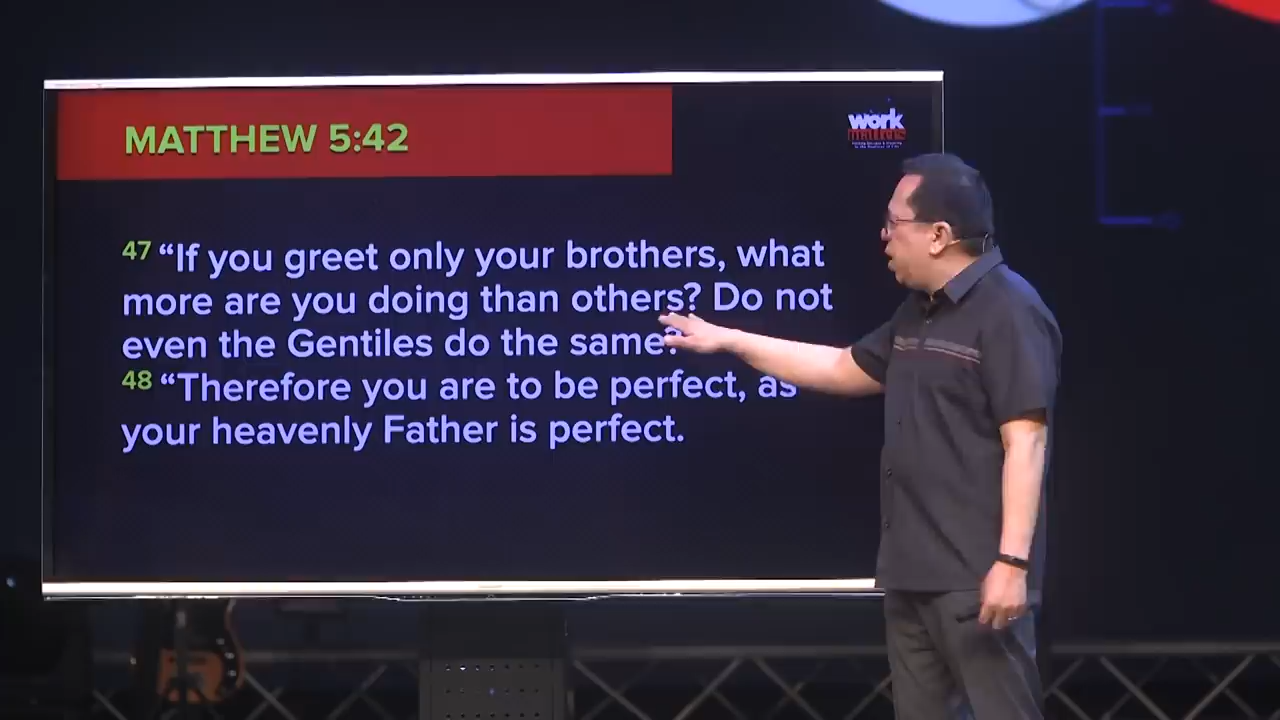 MATTHEW 5:42
work
matters
47 “If you greet only your brothers, what
more are you doing than others? Do not
even the Gentiles do the same?
48 “Therefore you are to be perfect, as
your heavenly Father is perfect.